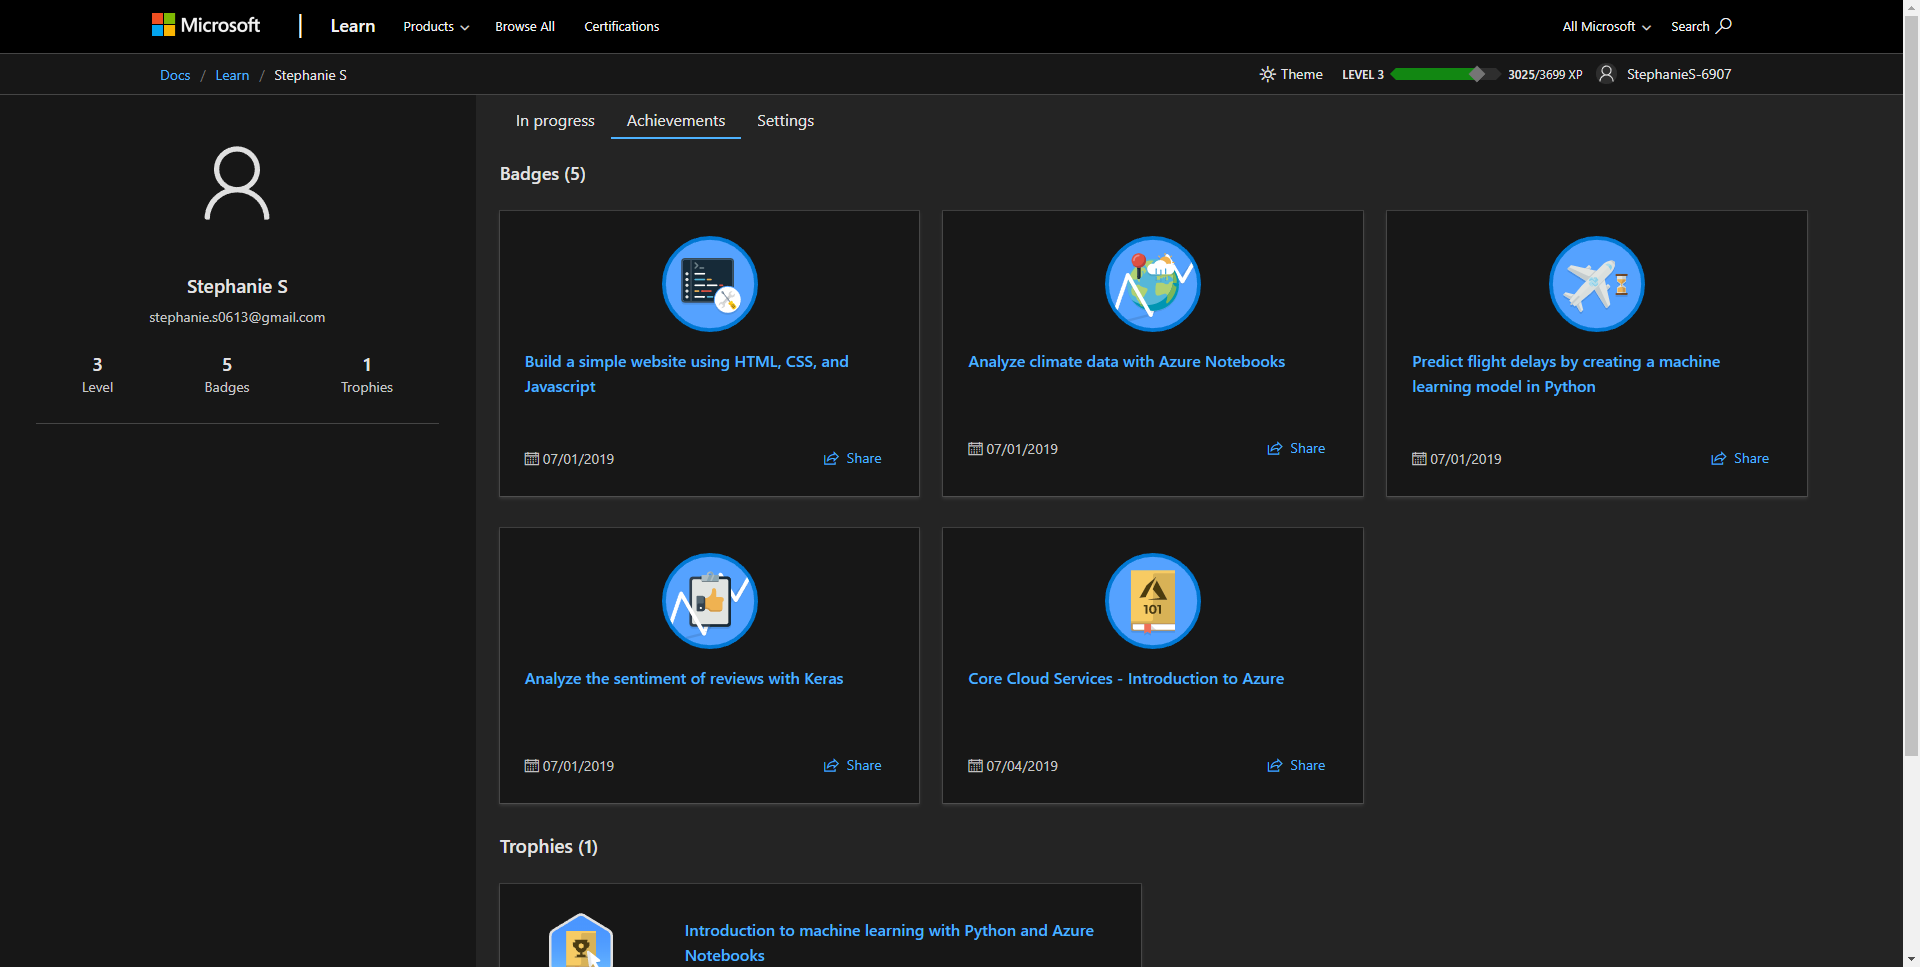 Microsoft
Learn
Products
Browse All
Certifications
All Microsoft
Search
Docs / Learn / Stephanie S
Theme
LEVEL 3
3025/3699 XP
StephanieS-6907
Stephanie S
stephanie.s0613@gmail.com
3
Level
5
Badges
1
Trophies
In progress
Achievements
Settings
Badges (5)
Build a simple website using HTML, CSS, and
Javascript
07/01/2019
Share
Analyze climate data with Azure Notebooks
07/01/2019
Share
Predict flight delays by creating a machine
learning model in Python
07/01/2019
Share
Analyze the sentiment of reviews with Keras
07/01/2019
Share
101
Core Cloud Services - Introduction to Azure
07/04/2019
Share
Trophies (1)
Introduction to machine learning with Python and Azure
Notebooks